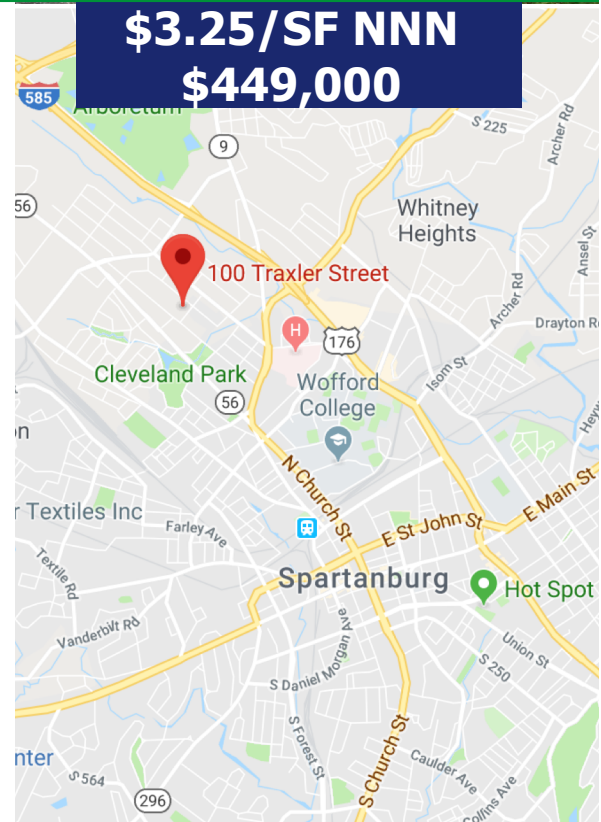 $3.25/SF NNN
$449,000
585
Arboretum
9
S 225
Archer Rd
56
Whitney
Heights
Ansel St
100 Traxler Street
Archer Rd
H
176
Drayton R
Cleveland Park
Isom St
56
Wofford
College
Hey
on
N Church St
E Main St
r Textiles Inc
Farley Ave
E St John St
Textile Rd
Spartanburg
Hot Spot
Vanderbilt Rd
S Daniel Morgan Ave
Union St
S 250
S Forest St
S Church St
nter
S 564
Caulder Ave
296
Collins Ave